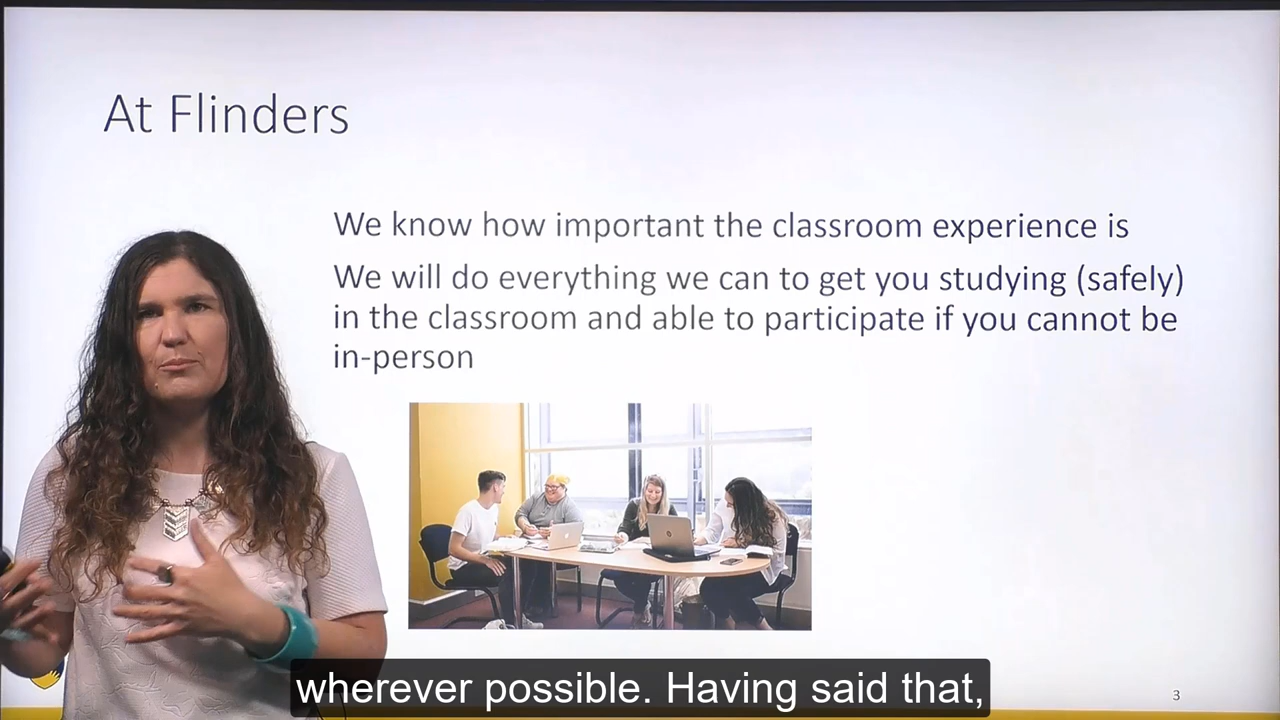 At Flinders
We know how important the classroom experience is
We will do everything we can to get you studying (safely)
in the classroom and able to participate if you cannot be
in-person
wherever possible. Having said that,
3